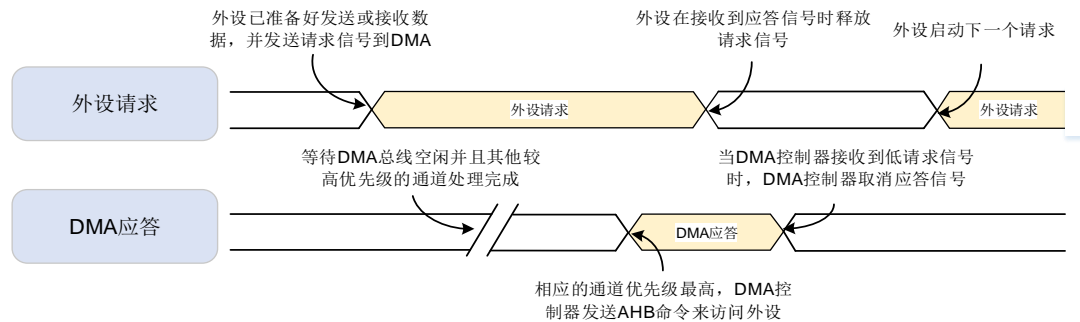 外设已准备好发送或接收数
据，并发送请求信号到DMA
外设在接收到应答信号时释放
请求信号
外设启动下一个请求
外设请求
外设请求
外设请求
等待DMA总线空闲并且其他较
高优先级的通道处理完成
当DMA控制器接收到低请求信号
时，DMA控制器取消应答信号
DMA应答
DMA应答
相应的通道优先级最高，DMA控
制器发送AHB命令来访问外设